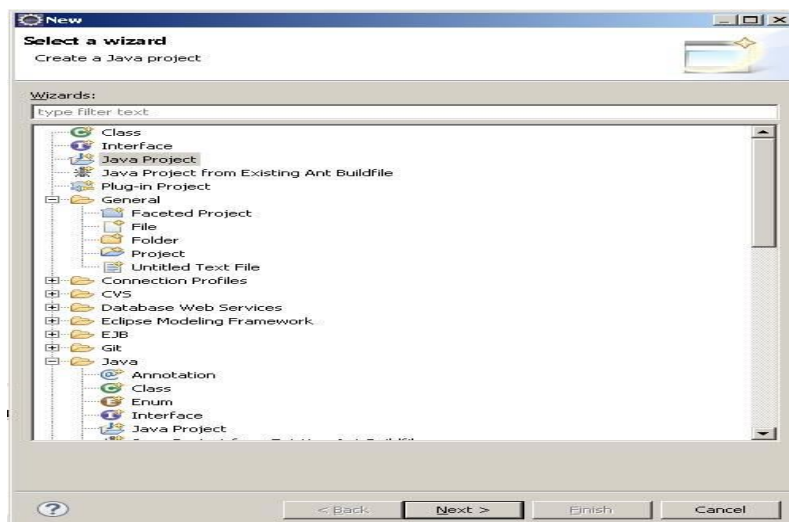 New
Select a wizard
Create a Java project
Wizards:
type filter text
Class
Interface
Java Project
Java Project from Existing Ant Buildfile
Plug-in Project
General
Faceted Project
File
Folder
Project
Untitled Text File
Connection Profiles
CVS
Database Web Services
Eclipse Modeling Framework
EJB
Git
Java
Annotation
Class
Enum
Interface
Java Project
? < Back Next > Finish Cancel